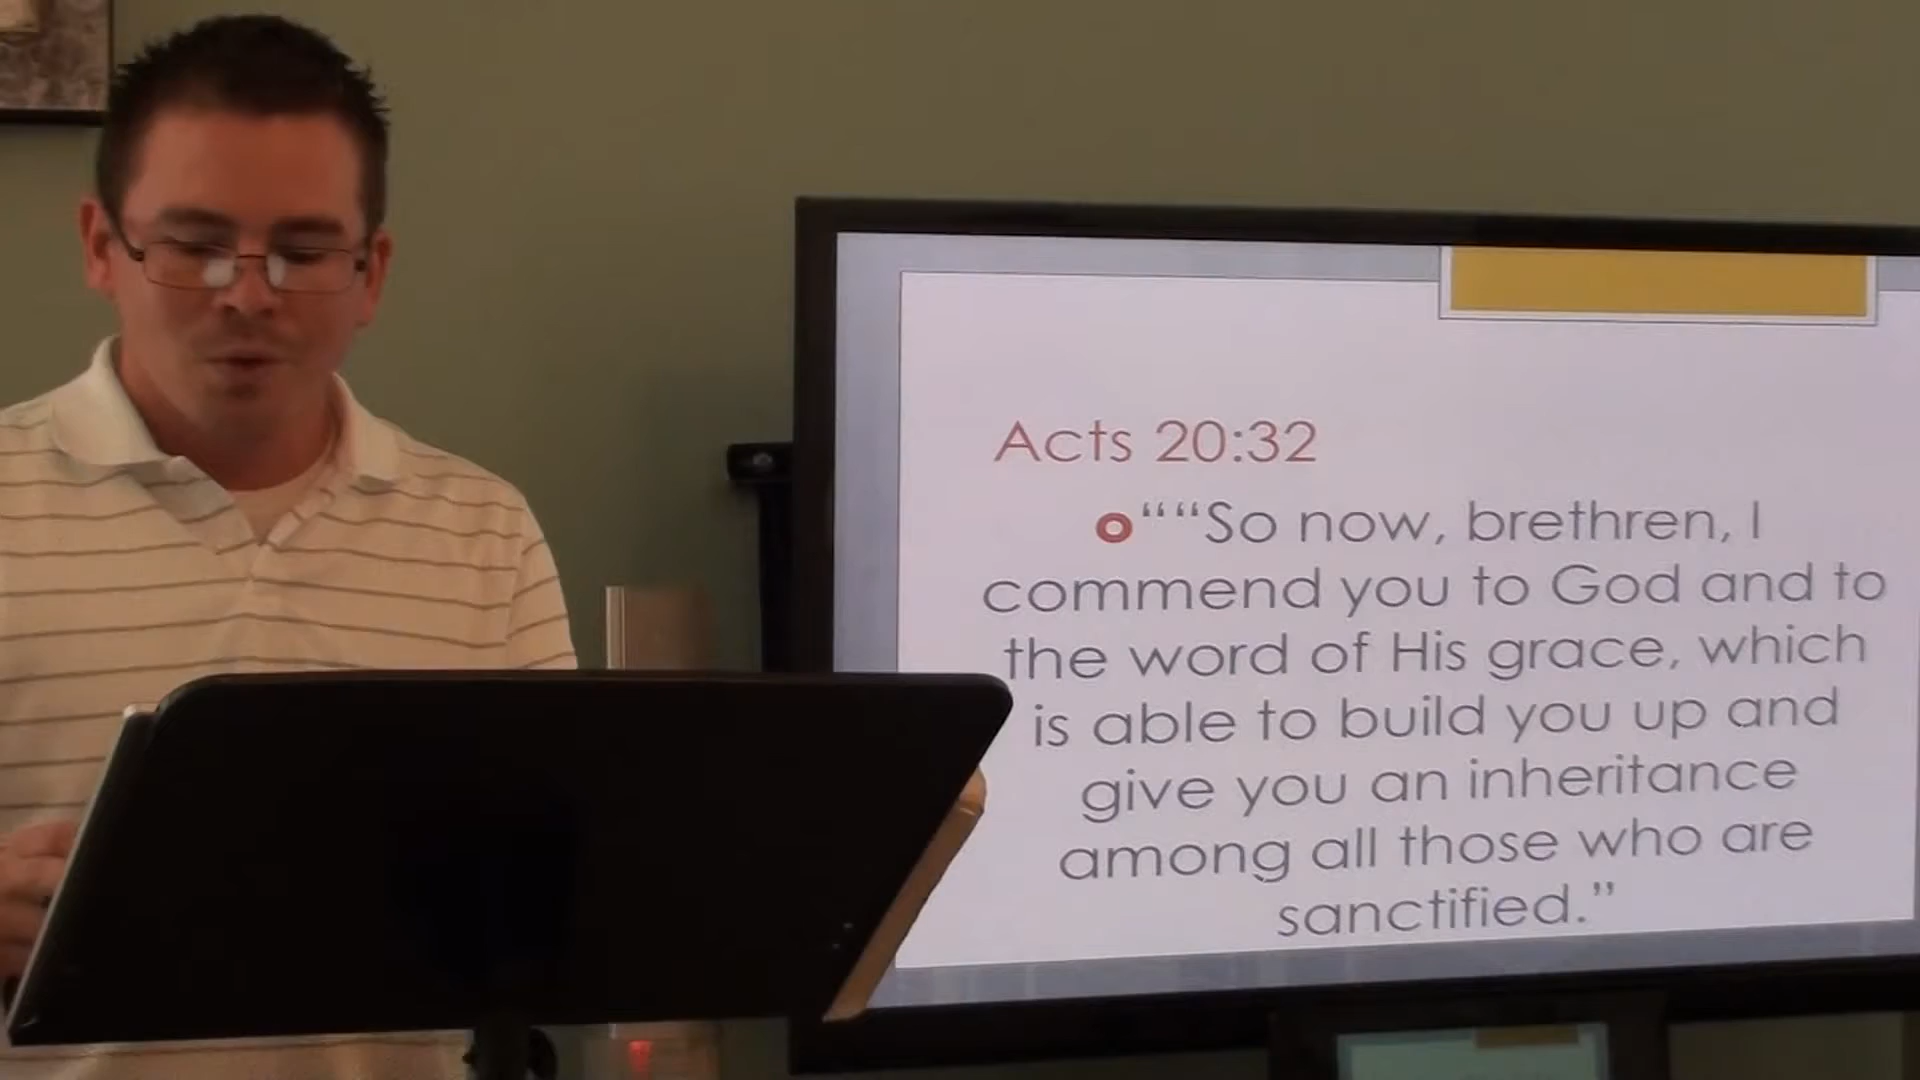 Acts 20:32
““So now, brethren, I
commend you to God and to
the word of His grace, which
is able to build you up and
give you an inheritance
among all those who are
sanctified.”